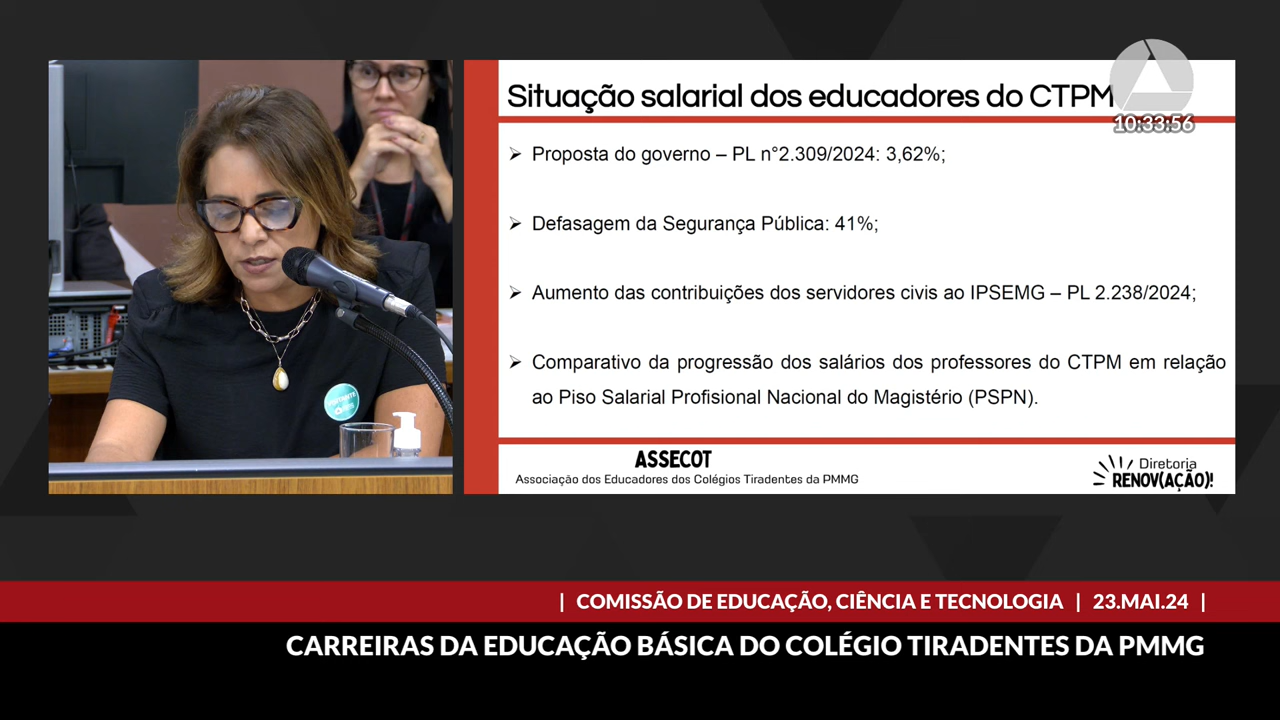 Situação salarial dos educadores do CTPM
10:33:56
➢ Proposta do governo – PL n°2.309/2024: 3,62%;
➢ Defasagem da Segurança Pública: 41%;
➢ Aumento das contribuições dos servidores civis ao IPSEMG – PL 2.238/2024;
➢ Comparativo da progressão dos salários dos professores do CTPM em relação
ao Piso Salarial Profisional Nacional do Magistério (PSPN).
ASSECOT
Associação dos Educadores dos Colégios Tiradentes da PMMG
Diretoria
RENOV(AÇÃO)!
| COMISSÃO DE EDUCAÇÃO, CIÊNCIA E TECNOLOGIA | 23.MAI.24 |
CARREIRAS DA EDUCAÇÃO BÁSICA DO COLÉGIO TIRADENTES DA PMMG